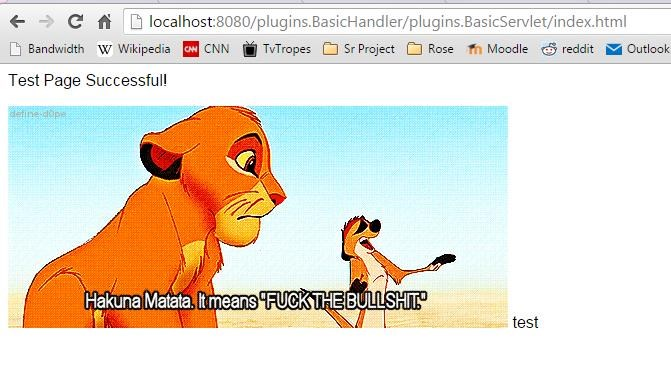 localhost:8080/plugins.BasicHandler/plugins.BasicServlet/index.html
Bandwidth W Wikipedia CNN CNN TvTropes Sr Project Rose m Moodle reddit Outlook
Test Page Successful!
define-d0pe
Hakuna Matata. It means "FUCK THE BULLSHIT."
test